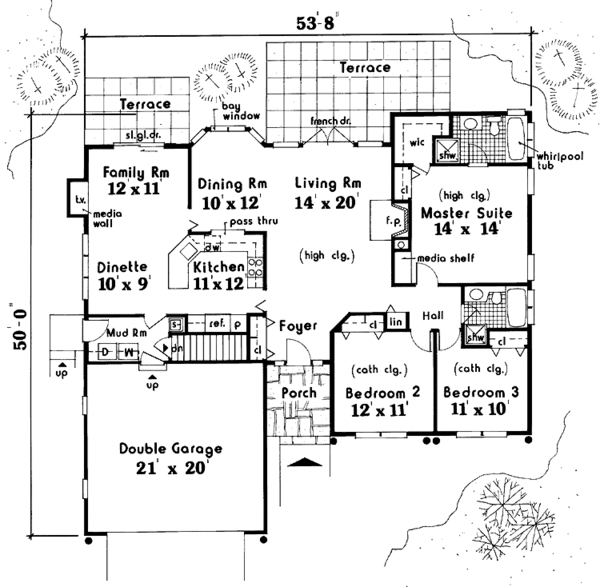 53'-8"
Terrace
Terrace
bay
window
french dr.
sl.gl.dr.
wic
shw
whirlpool
tub
Family Rm
12' x 11'
Dining Rm
10' x 12'
Living Rm
14' x 20'
cl
(high clg.)
Master Suite
14' x 14'
t.v.
media
wall
pass thru
f.p.
(high clg.)
media shelf
dw
Dinette
10' x 9'
Kitchen
11' x 12
50'-0
Mud Rm
s
ref.
p
Foyer
cl
lin
Hall
shw
cl
D
W
dn
cl
up
up
Porch
(cath clg.)
Bedroom 2
12' x 11'
(cath clg.)
Bedroom 3
11' x 10'
Double Garage
21' x 20'